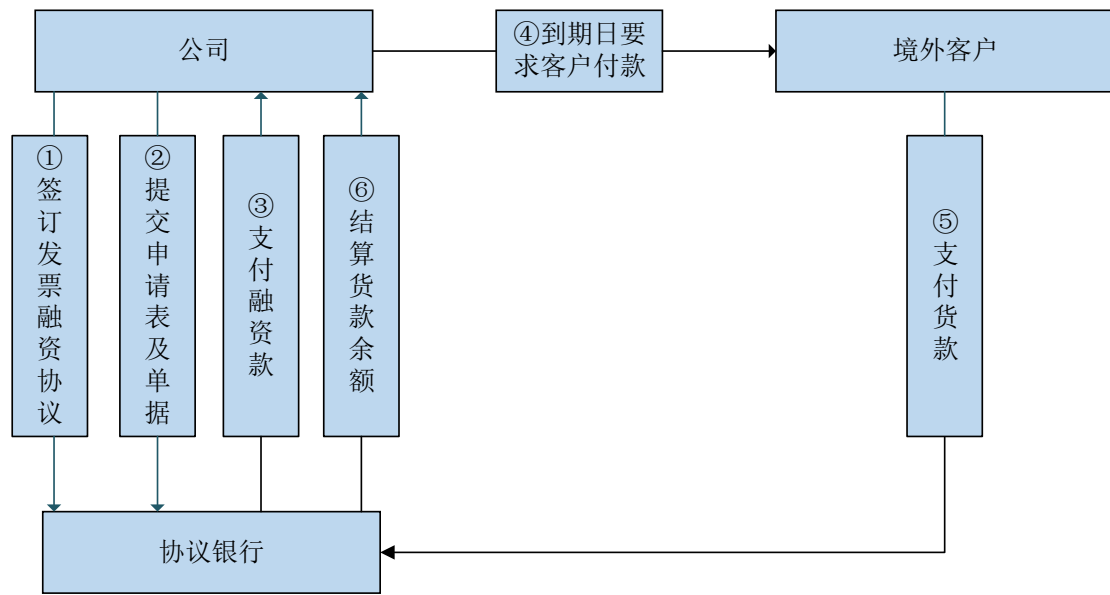 公司
④到期日要
求客户付款
境外客户
①签订发票融资协议
②提交申请表及单据
③支付融资款
⑥结算货款余额
⑤支付货款
协议银行